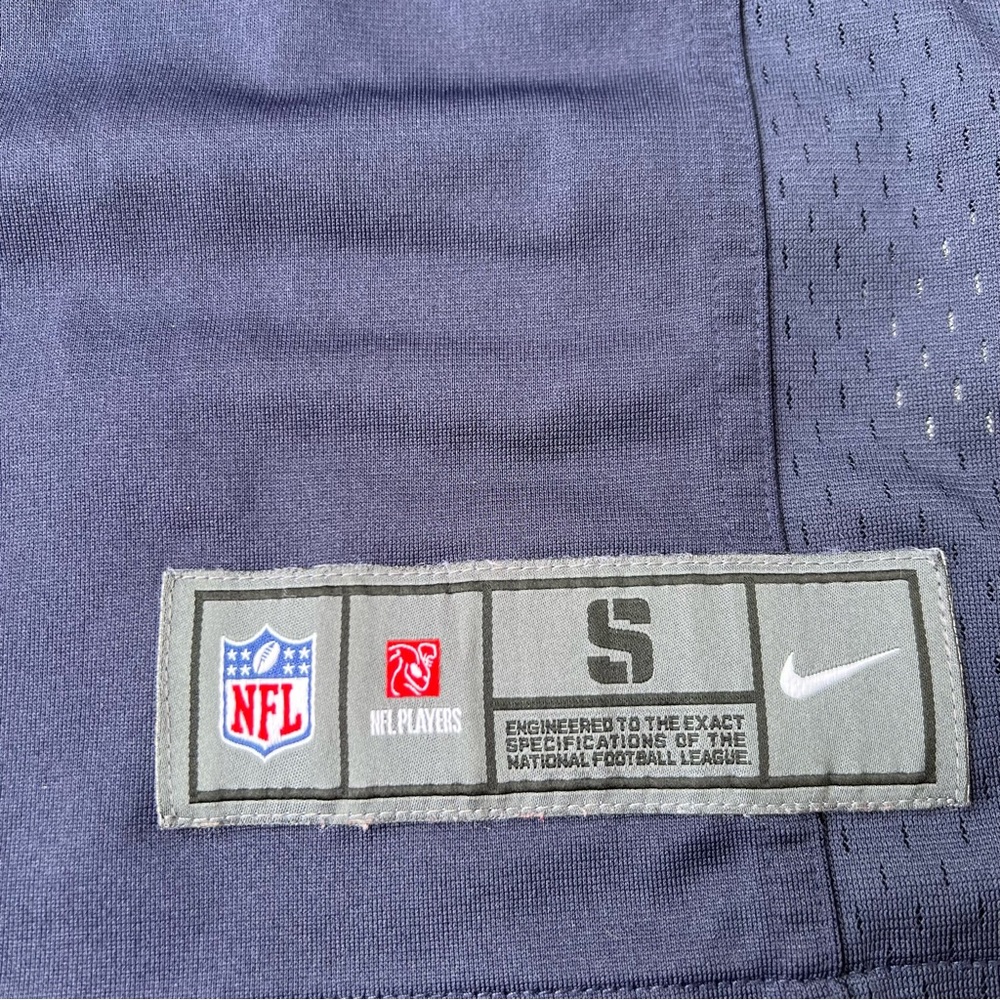 NFL
NFL PLAYERS
S
ENGINEERED TO THE EXACT
SPECIFICATIONS OF THE
NATIONAL FOOTBALL LEAGUE.